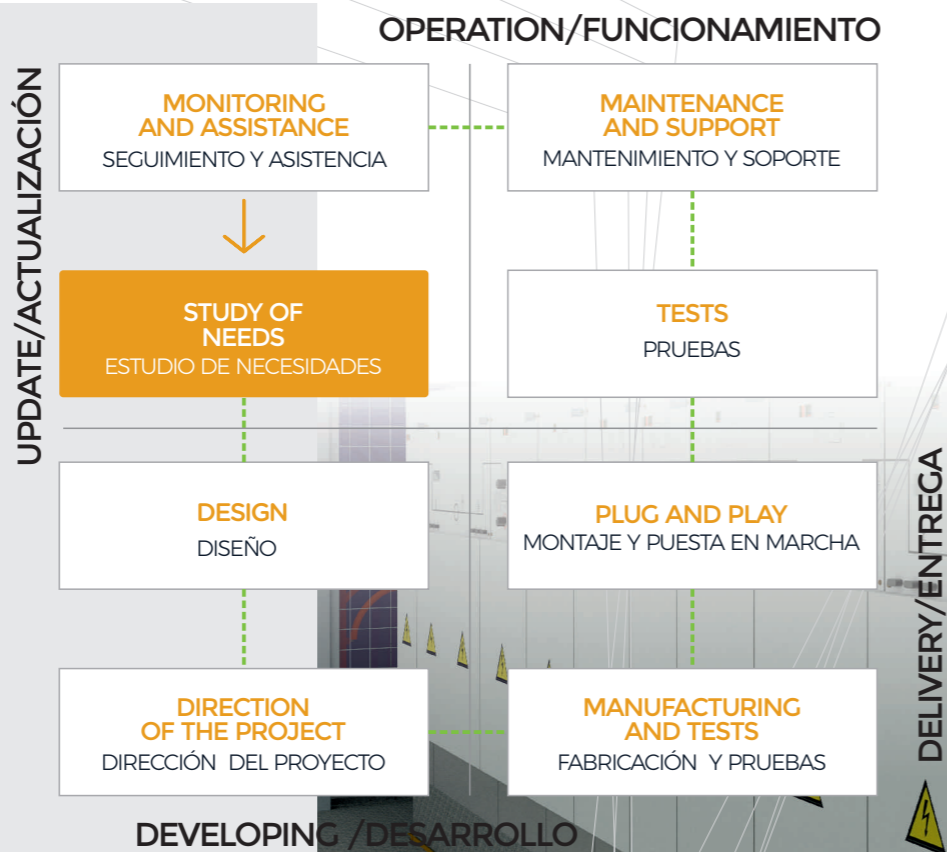 OPERATION/FUNCIONAMIENTO
UPDATE/ACTUALIZACIÓN
MONITORING
AND ASSISTANCE
SEGUIMIENTO Y ASISTENCIA
MAINTENANCE
AND SUPPORT
MANTENIMIENTO Y SOPORTE
STUDY OF
NEEDS
ESTUDIO DE NECESIDADES
TESTS
PRUEBAS
DESIGN
DISEÑO
PLUG AND PLAY
MONTAJE Y PUESTA EN MARCHA
DIRECTION
OF THE PROJECT
DIRECCIÓN DEL PROYECTO
MANUFACTURING
AND TESTS
FABRICACIÓN Y PRUEBAS
DELIVERY/ENTREGA
DEVELOPING /DESARROLLO